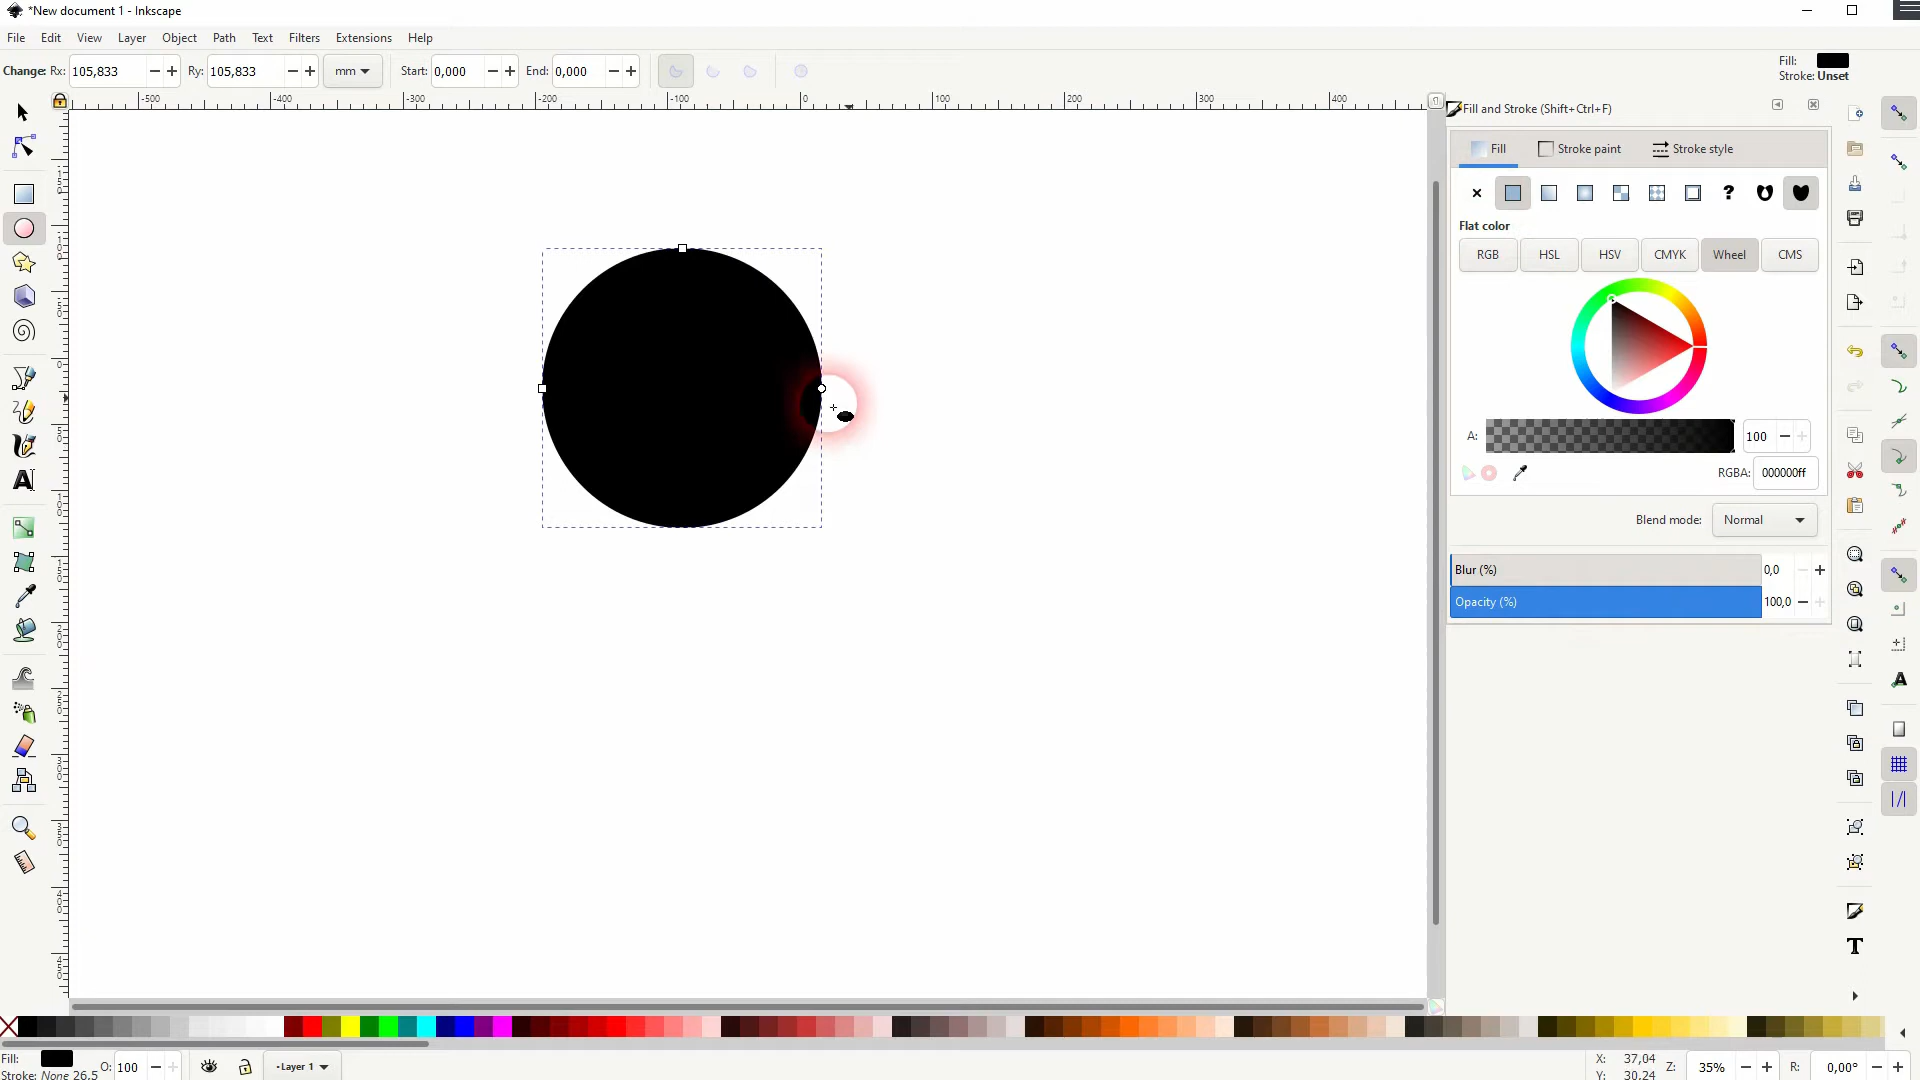 *New document 1 - Inkscape
File Edit View Layer Object Path Text Filters Extensions Help
Change: Rx: 105,833 Ry: 105,833 mm Start: 0,000 End: 0,000
Fill:
Stroke: Unset
-500 -400 -300 -200 -100 0 100 200 300 400
Fill and Stroke (Shift+Ctrl+F)
Fill Stroke paint Stroke style
Flat color
RGB HSL HSV CMYK Wheel CMS
A: 100
RGBA: 000000ff
Blend mode: Normal
Blur (%) 0,0
Opacity (%) 100,0
Fill: O: 100 Layer 1
Stroke: None 26,5
X: 37,04 Z: 35% R: 0,00°
Y: 30,24